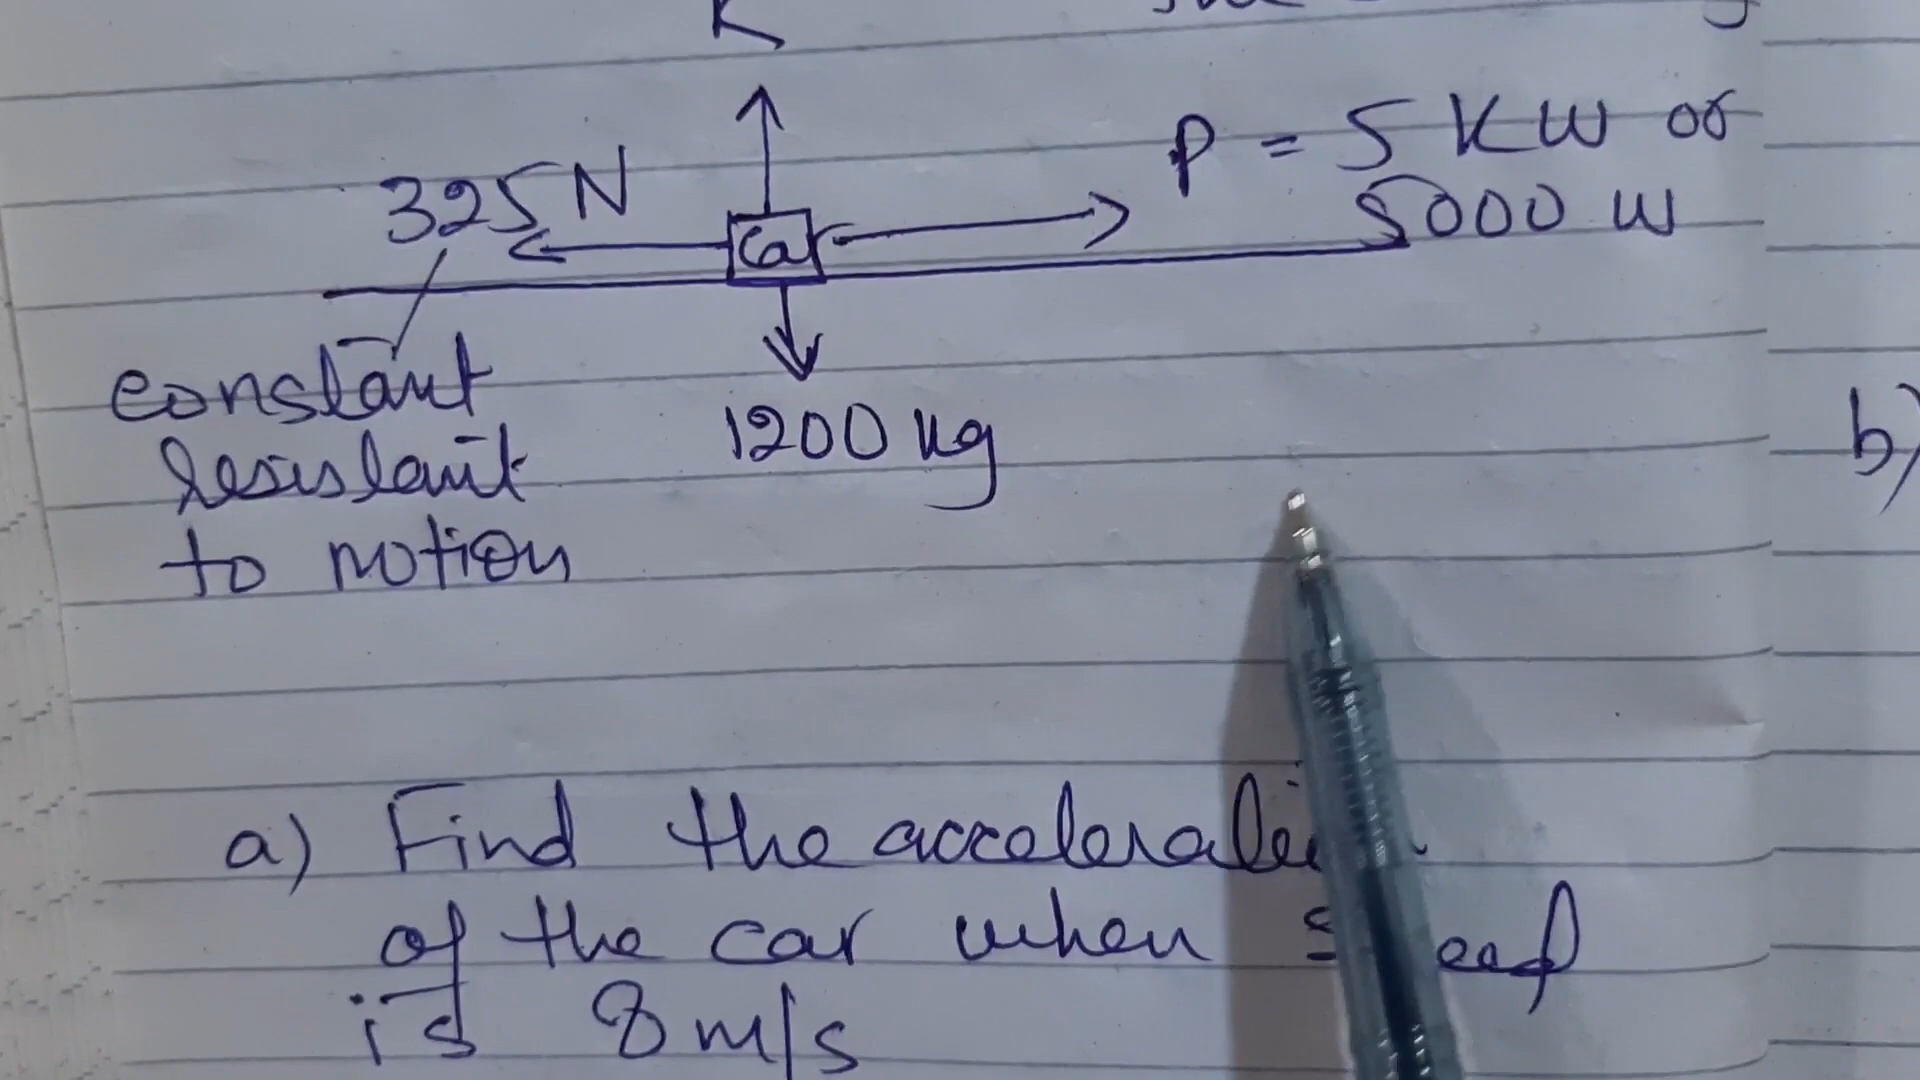 R
P = 5 KW or
325 N
5000 W
Car
constant
resistant
to motion
1200 kg
b)
a) Find the acceleration
of the car when speed
is 8 m/s